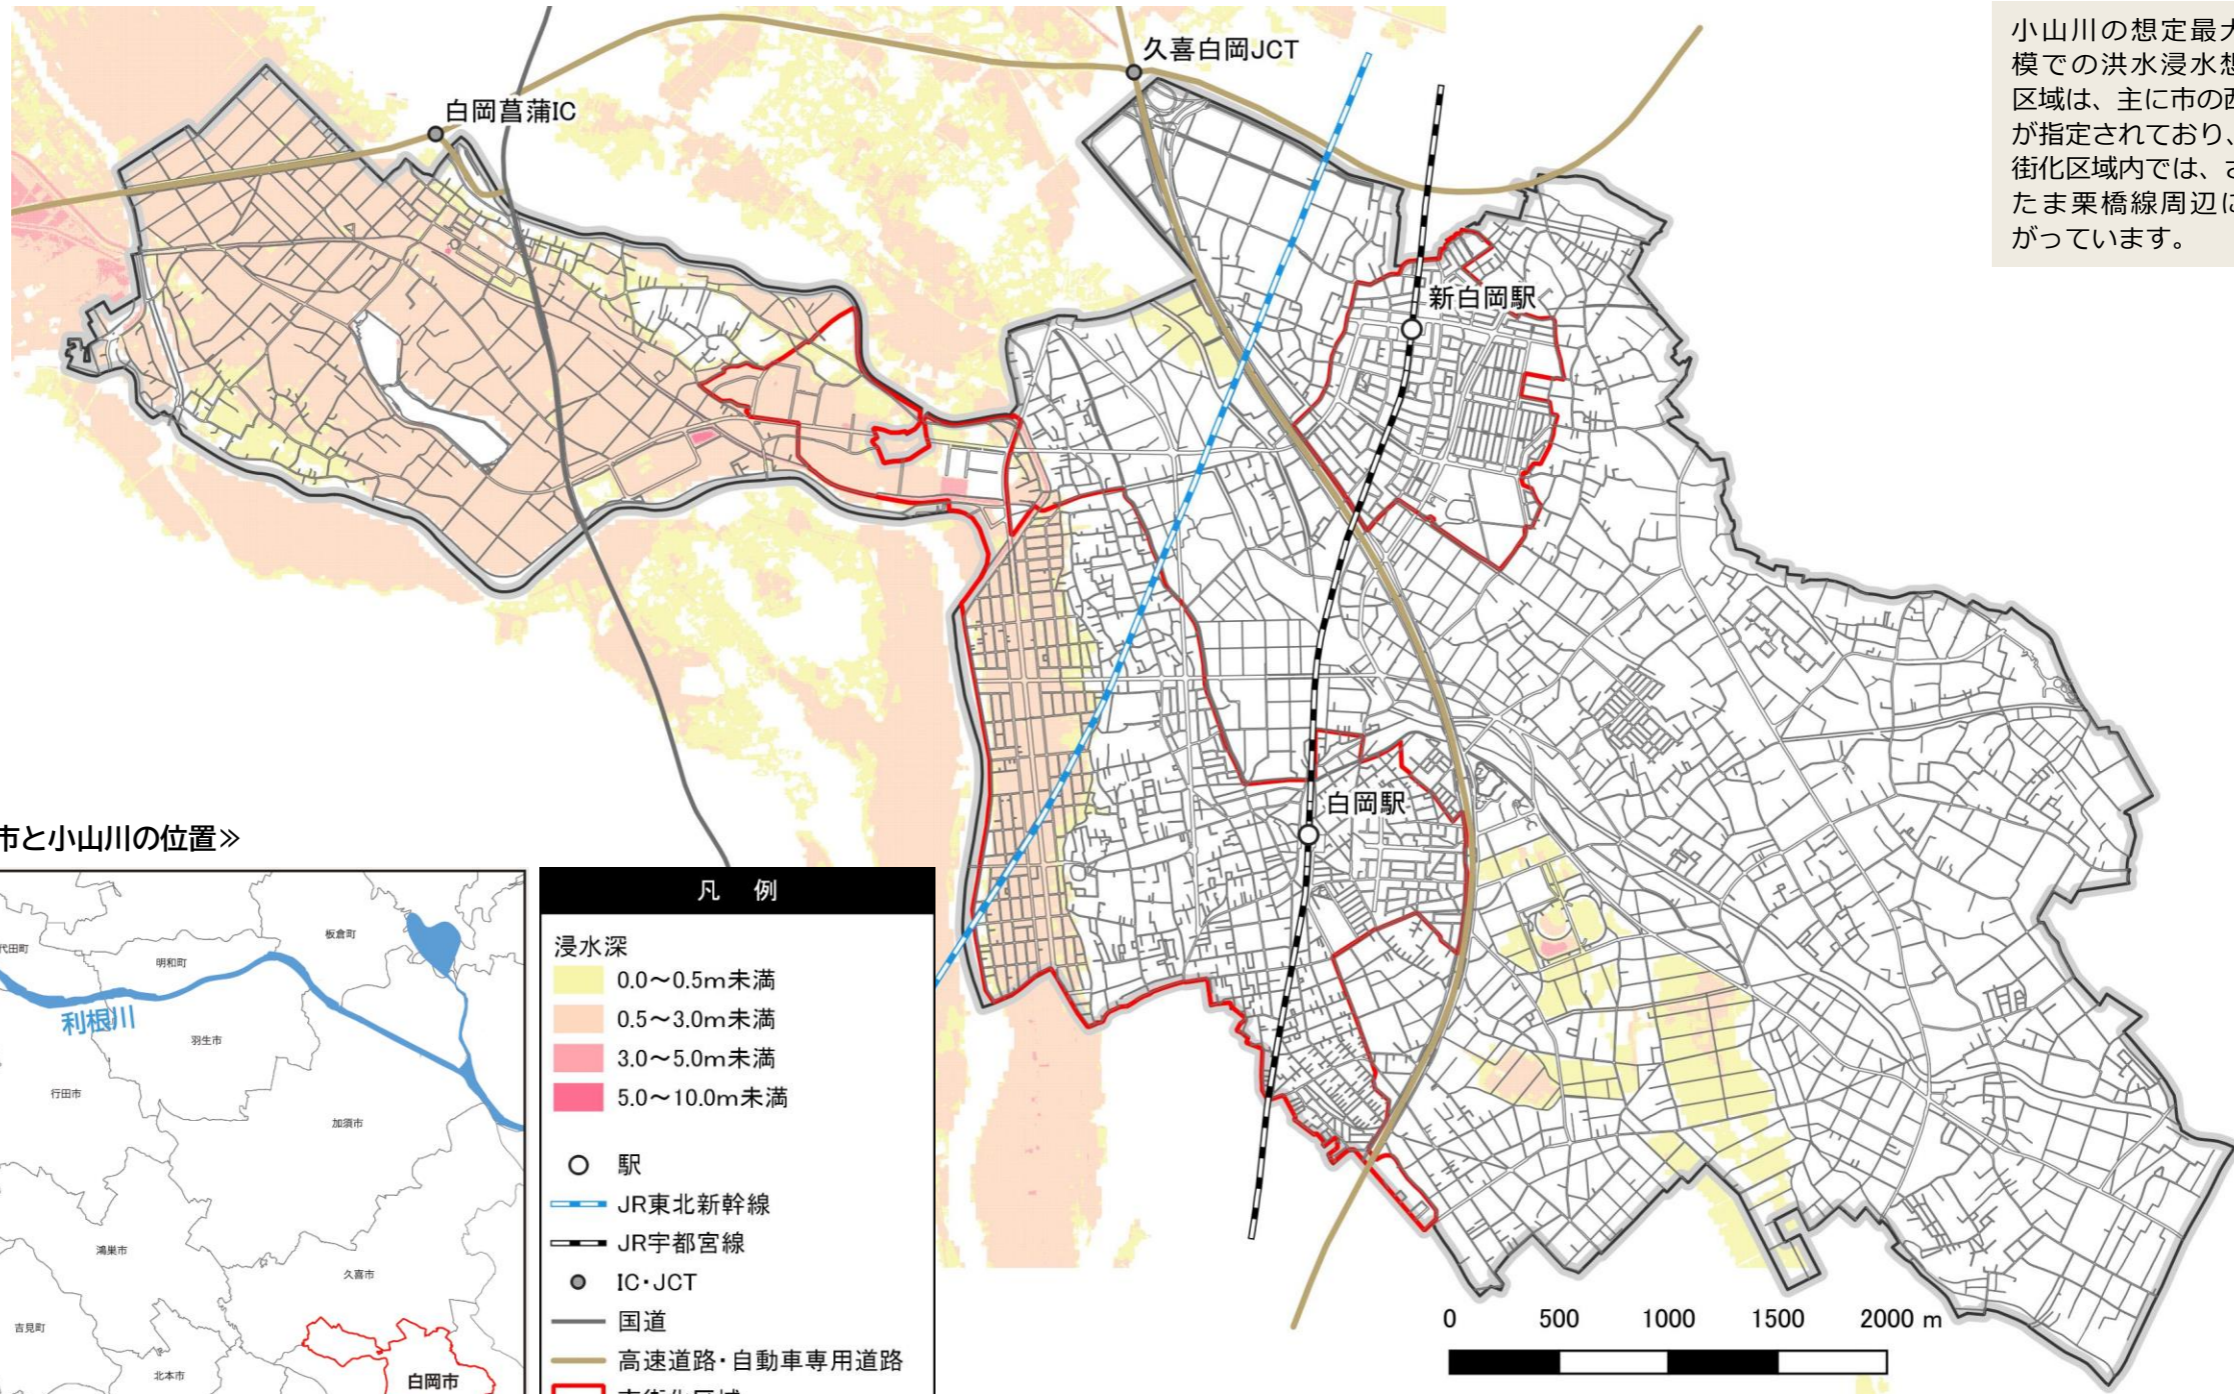 小山川の想定最大
模での洪水浸水想
区域は、主に市の西
が指定されており、
街化区域内では、さ
たま栗橋線周辺に
がっています。
久喜白岡JCT
白岡菖蒲IC
新白岡駅
白岡駅
市と小山川の位置≫
代田町
明和町
板倉町
利根川
羽生市
行田市
加須市
鴻巣市
久喜市
吉見町
北本市
白岡市
凡 例
浸水深
0.0～0.5m未満
0.5～3.0m未満
3.0～5.0m未満
5.0～10.0m未満
駅
JR東北新幹線
JR宇都宮線
IC・JCT
国道
高速道路・自動車専用道路
市街化区域
0 500 1000 1500 2000 m